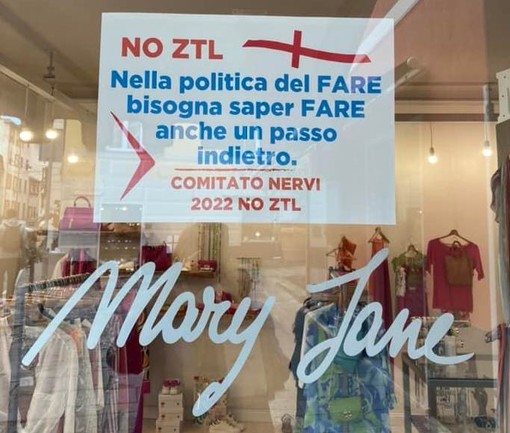 NO ZTL
Nella politica del FARE
bisogna saper FARE
anche un passo
indietro.
COMITATO NERVI
2022 NO ZTL
Mary Jane